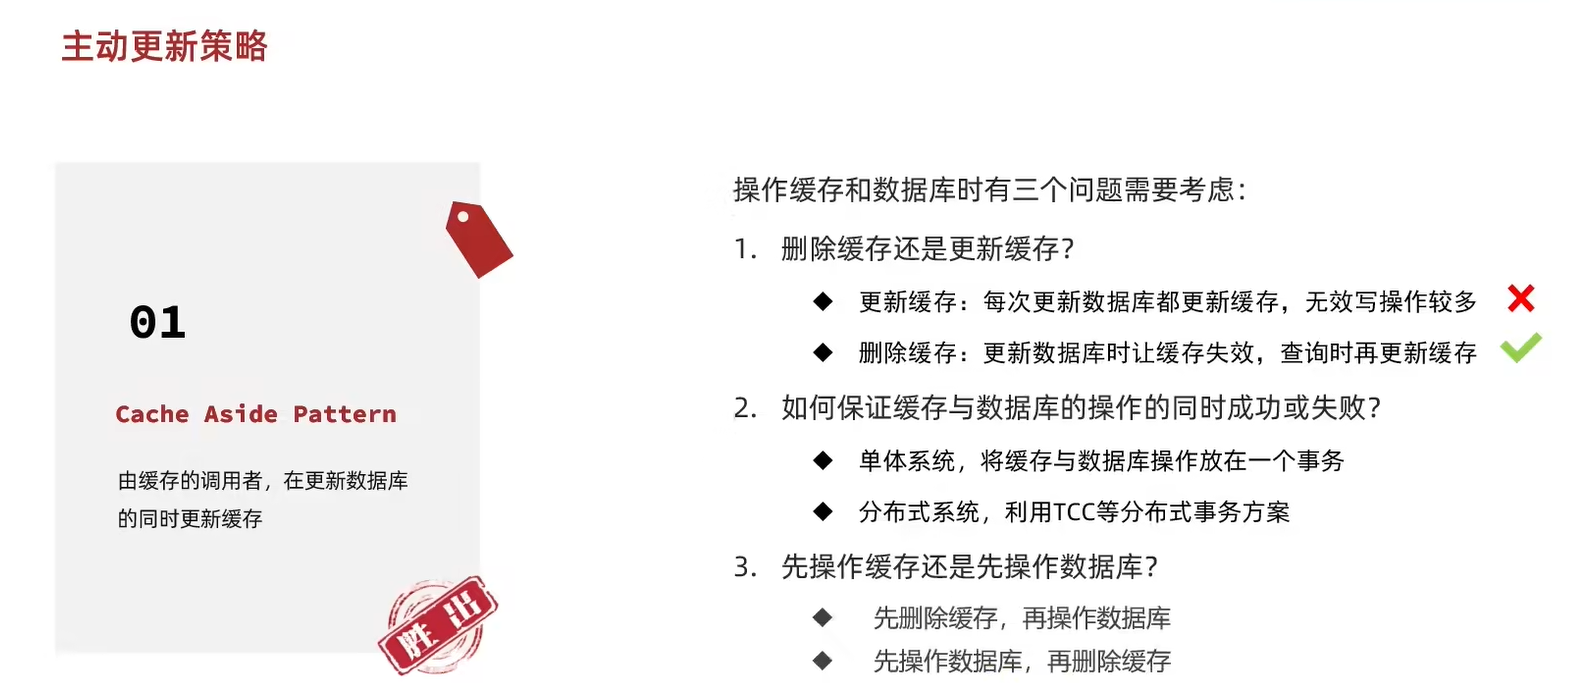 主动更新策略
01
Cache Aside Pattern
由缓存的调用者，在更新数据库
的同时更新缓存
胜出
操作缓存和数据库时有三个问题需要考虑：
1. 删除缓存还是更新缓存？
◆ 更新缓存：每次更新数据库都更新缓存，无效写操作较多
◆ 删除缓存：更新数据库时让缓存失效，查询时再更新缓存
2. 如何保证缓存与数据库的操作的同时成功或失败？
◆ 单体系统，将缓存与数据库操作放在一个事务
◆ 分布式系统，利用TCC等分布式事务方案
3. 先操作缓存还是先操作数据库？
◆ 先删除缓存，再操作数据库
◆ 先操作数据库，再删除缓存